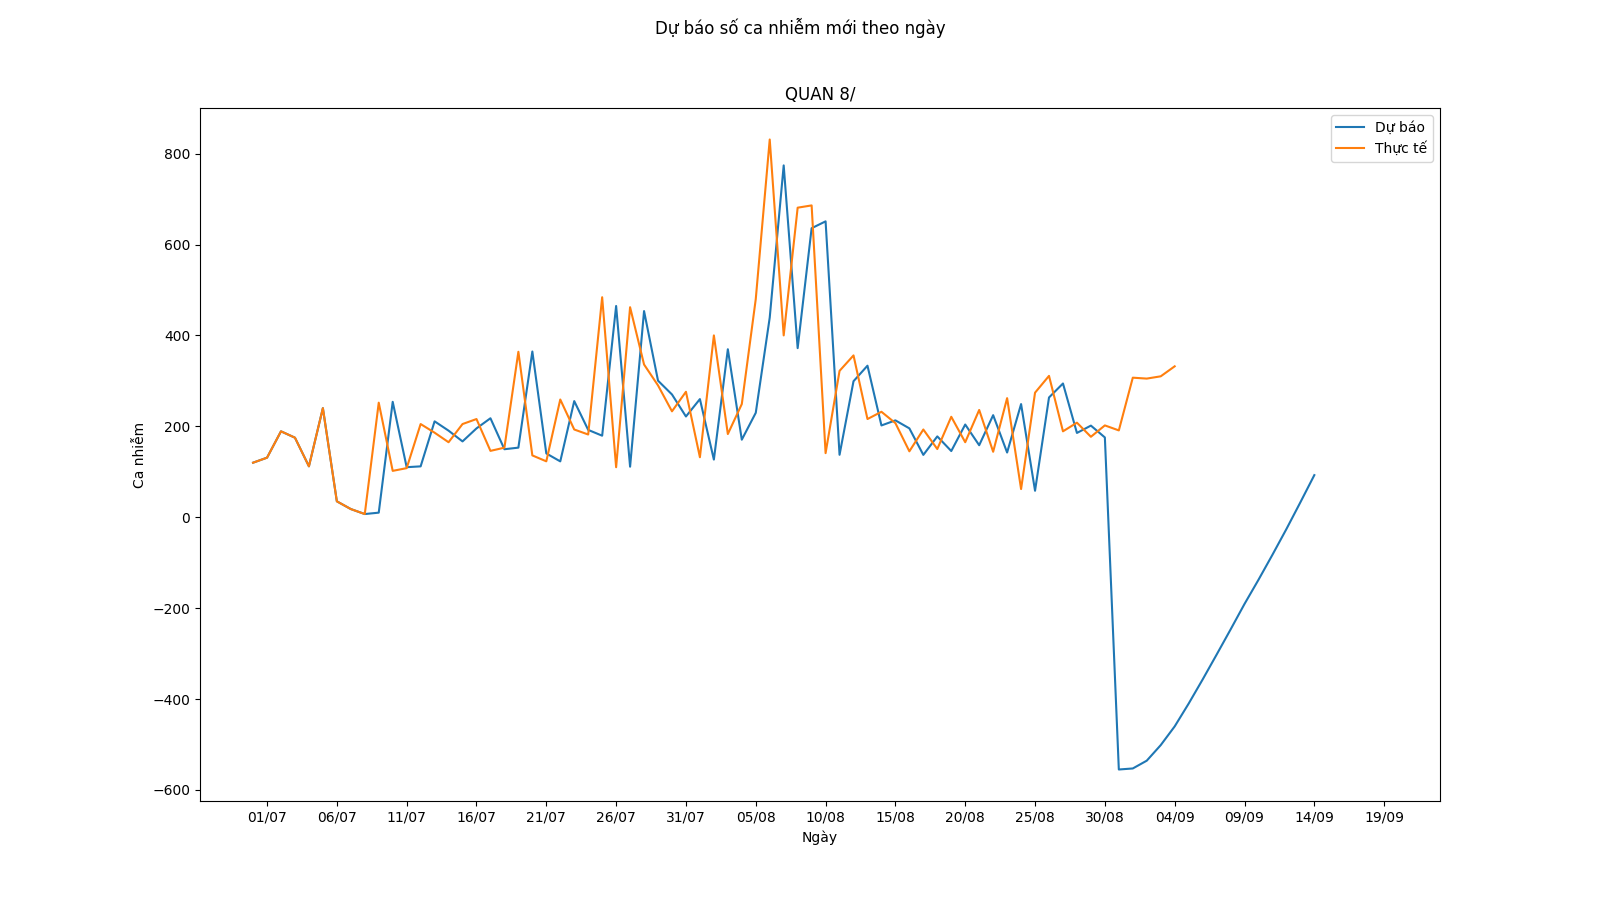 Dự báo số ca nhiễm mới theo ngày
QUAN 8/
Dự báo
Thực tế
800
600
400
200
0
−200
−400
−600
Ca nhiễm
01/07 06/07 11/07 16/07 21/07 26/07 31/07 05/08 10/08 15/08 20/08 25/08 30/08 04/09 09/09 14/09 19/09
Ngày